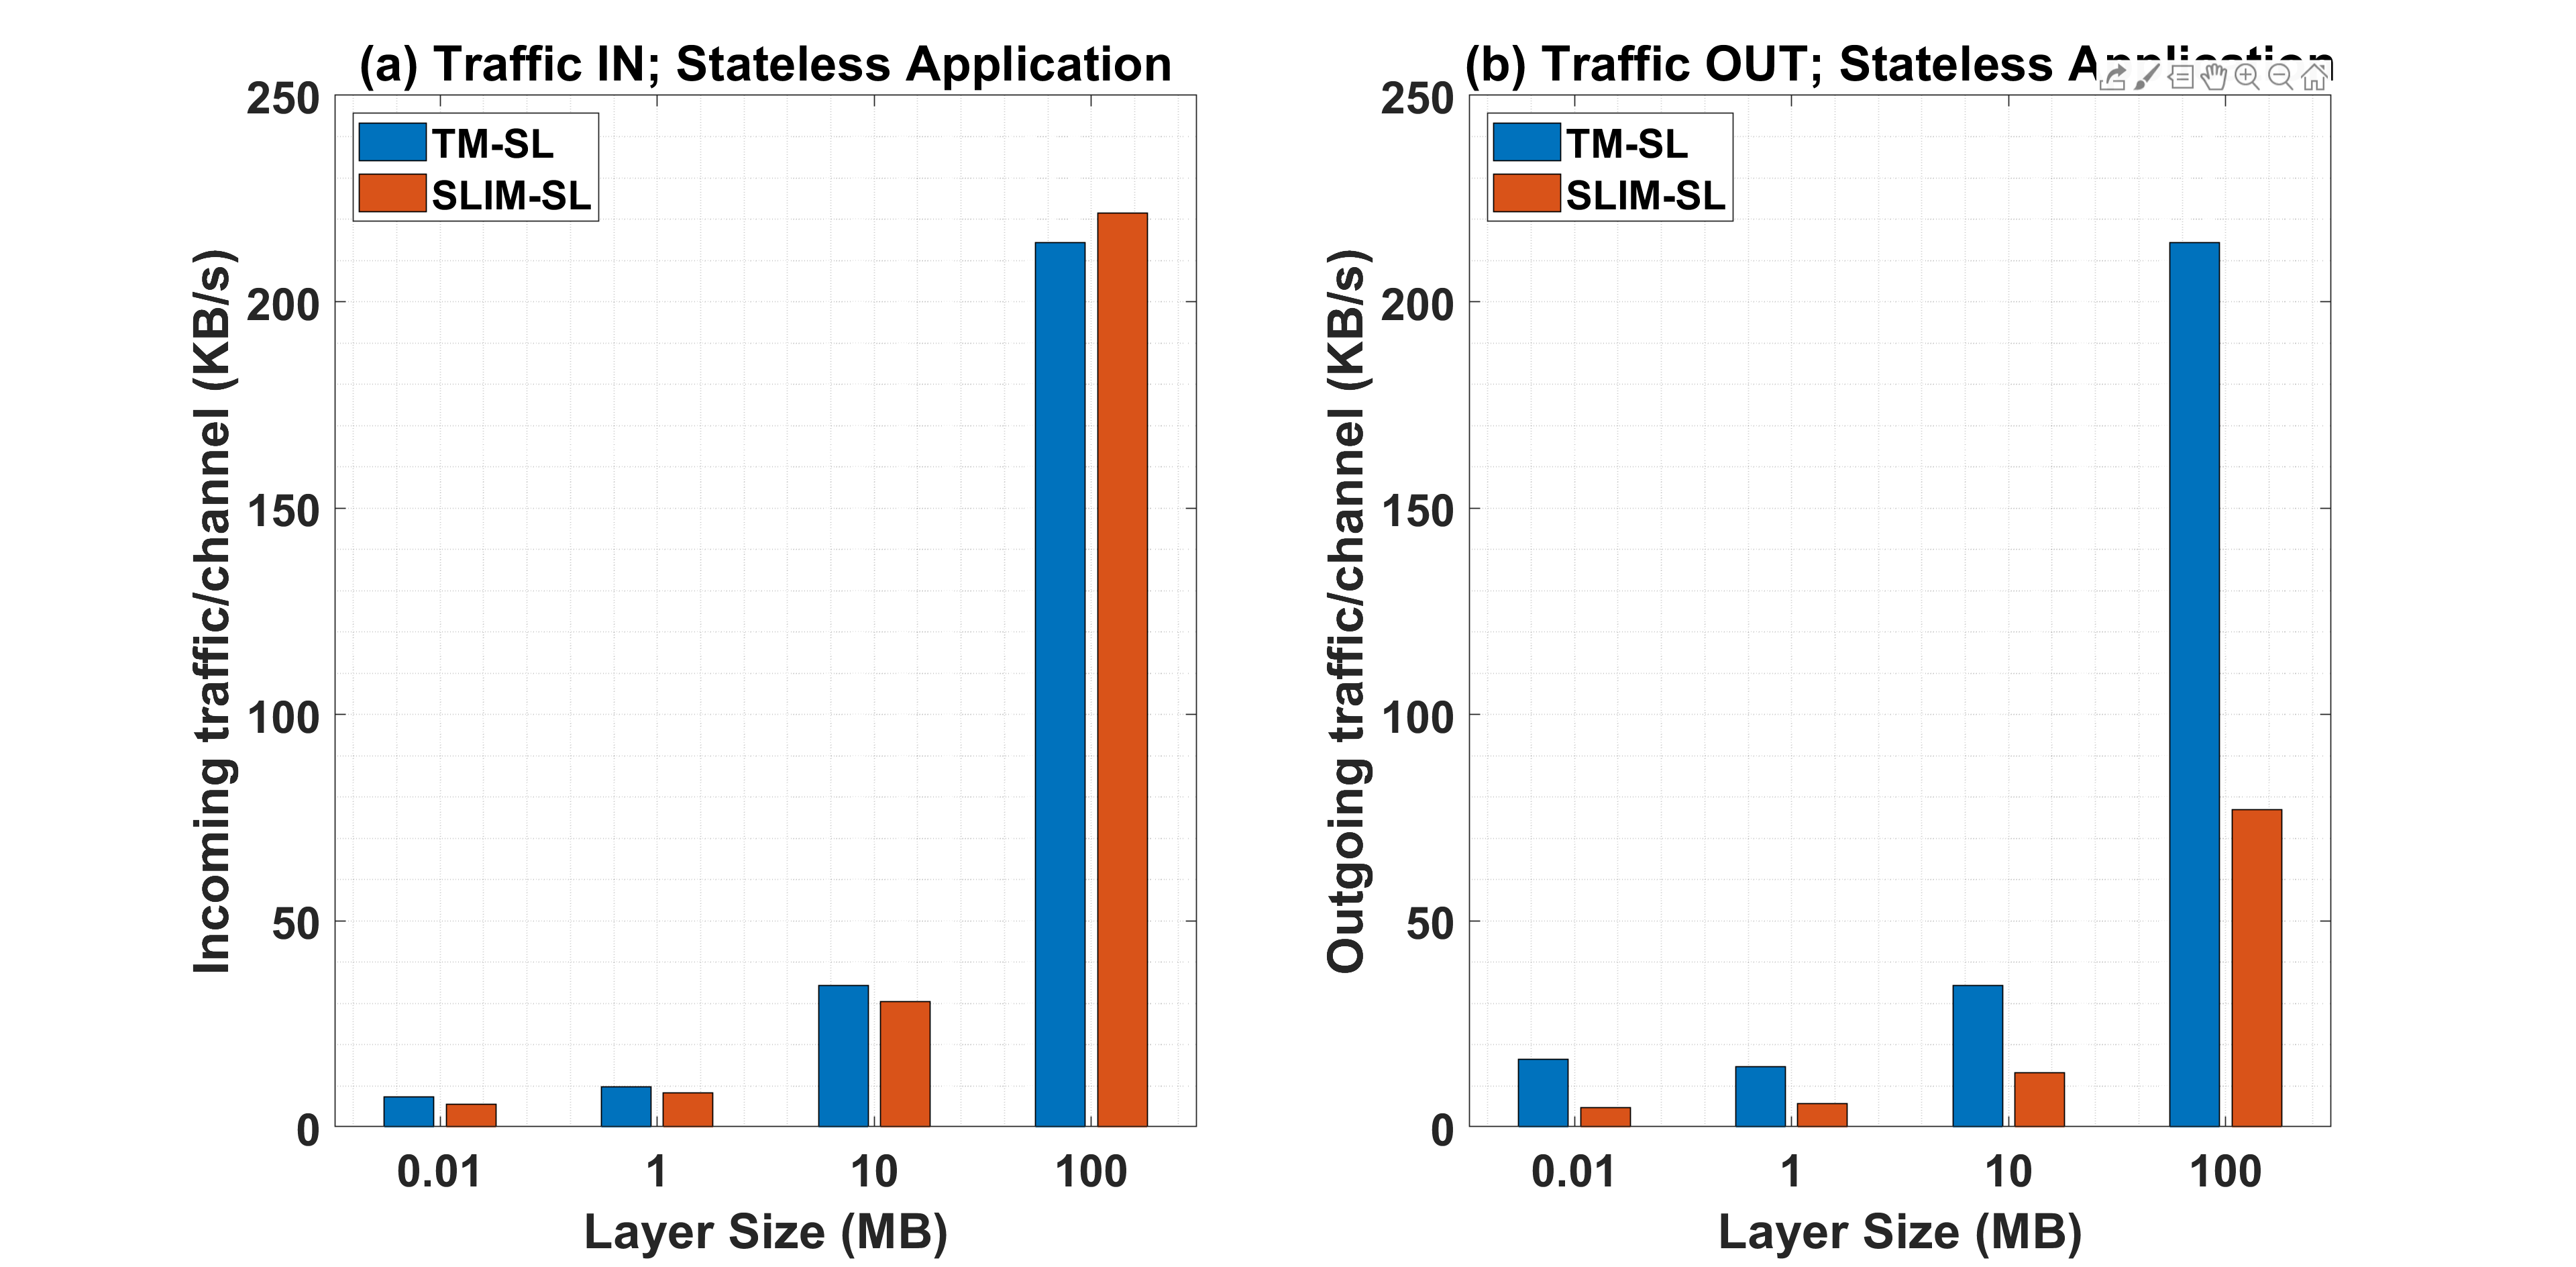 (a) Traffic IN; Stateless Application
250
200
150
100
50
0
Incoming traffic/channel (KB/s)
TM-SL
SLIM-SL
0.01 1 10 100
Layer Size (MB)
(b) Traffic OUT; Stateless Application
250
200
150
100
50
0
Outgoing traffic/channel (KB/s)
TM-SL
SLIM-SL
0.01 1 10 100
Layer Size (MB)